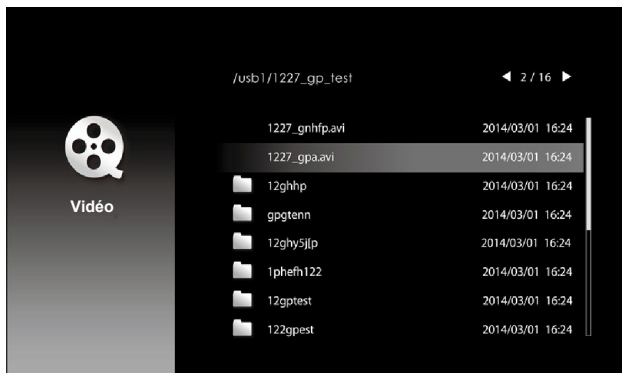 /usb1/1227_gp_test 2 / 16
1227_gnhfp.avi 2014/03/01 16:24
1227_gpa.avi 2014/03/01 16:24
12ghhp 2014/03/01 16:24
gpgtenn 2014/03/01 16:24
12ghy5j[p 2014/03/01 16:24
1phefh122 2014/03/01 16:24
12gptest 2014/03/01 16:24
122gpest 2014/03/01 16:24
Vidéo